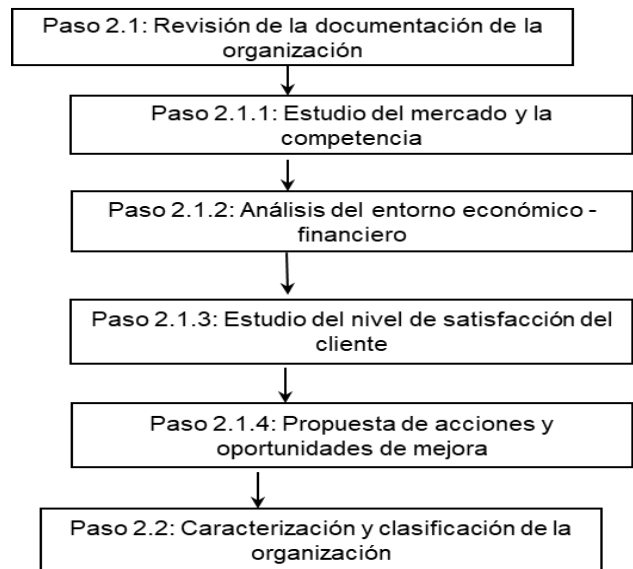 Paso 2.1: Revisión de la documentación de la
organización
Paso 2.1.1: Estudio del mercado y la
competencia
Paso 2.1.2: Análisis del entorno económico -
financiero
Paso 2.1.3: Estudio del nivel de satisfacción del
cliente
Paso 2.1.4: Propuesta de acciones y
oportunidades de mejora
Paso 2.2: Caracterización y clasificación de la
organización